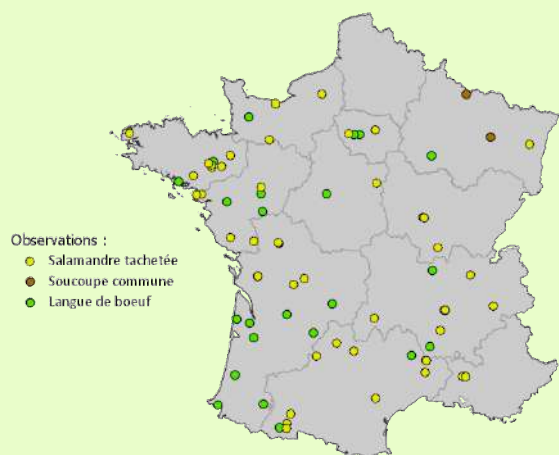 Observations :
Salamandre tachetée
Soucoupe commune
Langue de boeuf